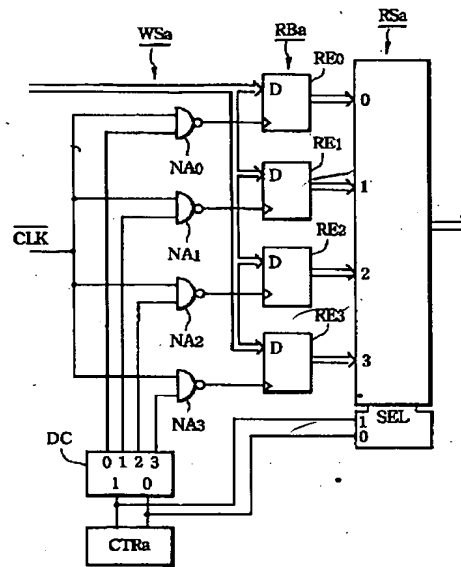 WSa
RBa
RSa
RE0
D
0
NA0
RE1
D
1
CLK
NA1
RE2
D
2
NA2
RE3
D
3
NA3
SEL
1
0
DC
0 1 2 3
1 0
CTRa